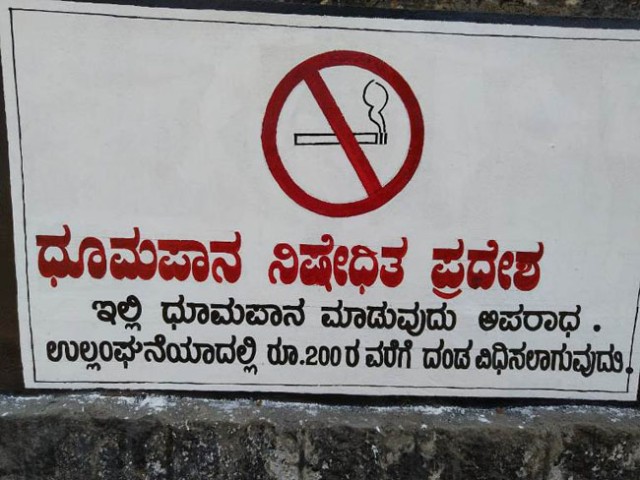 ಧೂಮಪಾನ ನಿಷೇಧಿತ ಪ್ರದೇಶ
ಇಲ್ಲಿ ಧೂಮಪಾನ ಮಾಡುವುದು ಅಪರಾಧ .
ಉಲ್ಲಂಘನೆಯಾದಲ್ಲಿ ರೂ.200 ರ ವರೆಗೆ ದಂಡ ವಿಧಿಸಲಾಗುವುದು.